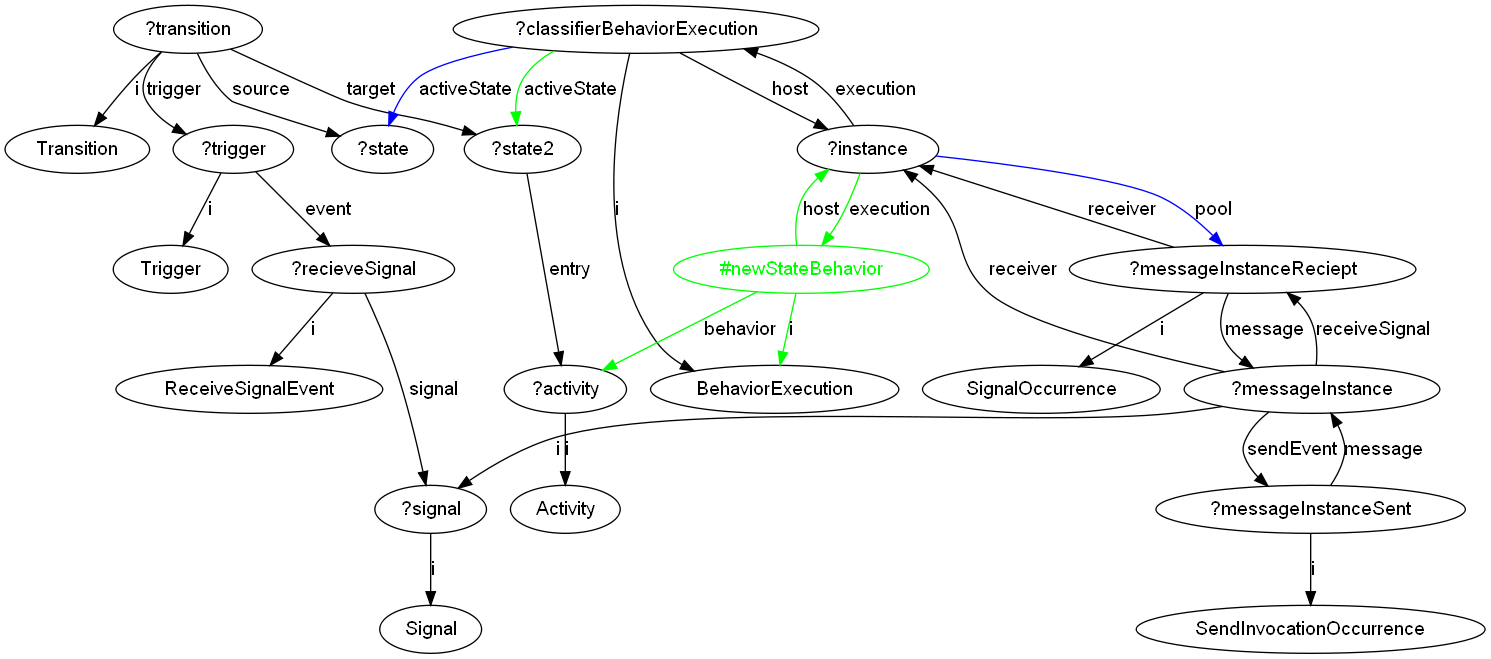 ?transition
?classifierBehaviorExecution
i
trigger
source
target
activeState
activeState
host
execution
Transition
?trigger
?state
?state2
?instance
i
event
i
host
execution
receiver
pool
Trigger
?recieveSignal
entry
#newStateBehavior
receiver
?messageInstanceReciept
i
signal
behavior
i
i
message
receiveSignal
ReceiveSignalEvent
?activity
BehaviorExecution
SignalOccurrence
?messageInstance
i
i
sendEvent
message
?signal
Activity
?messageInstanceSent
i
i
Signal
SendInvocationOccurrence